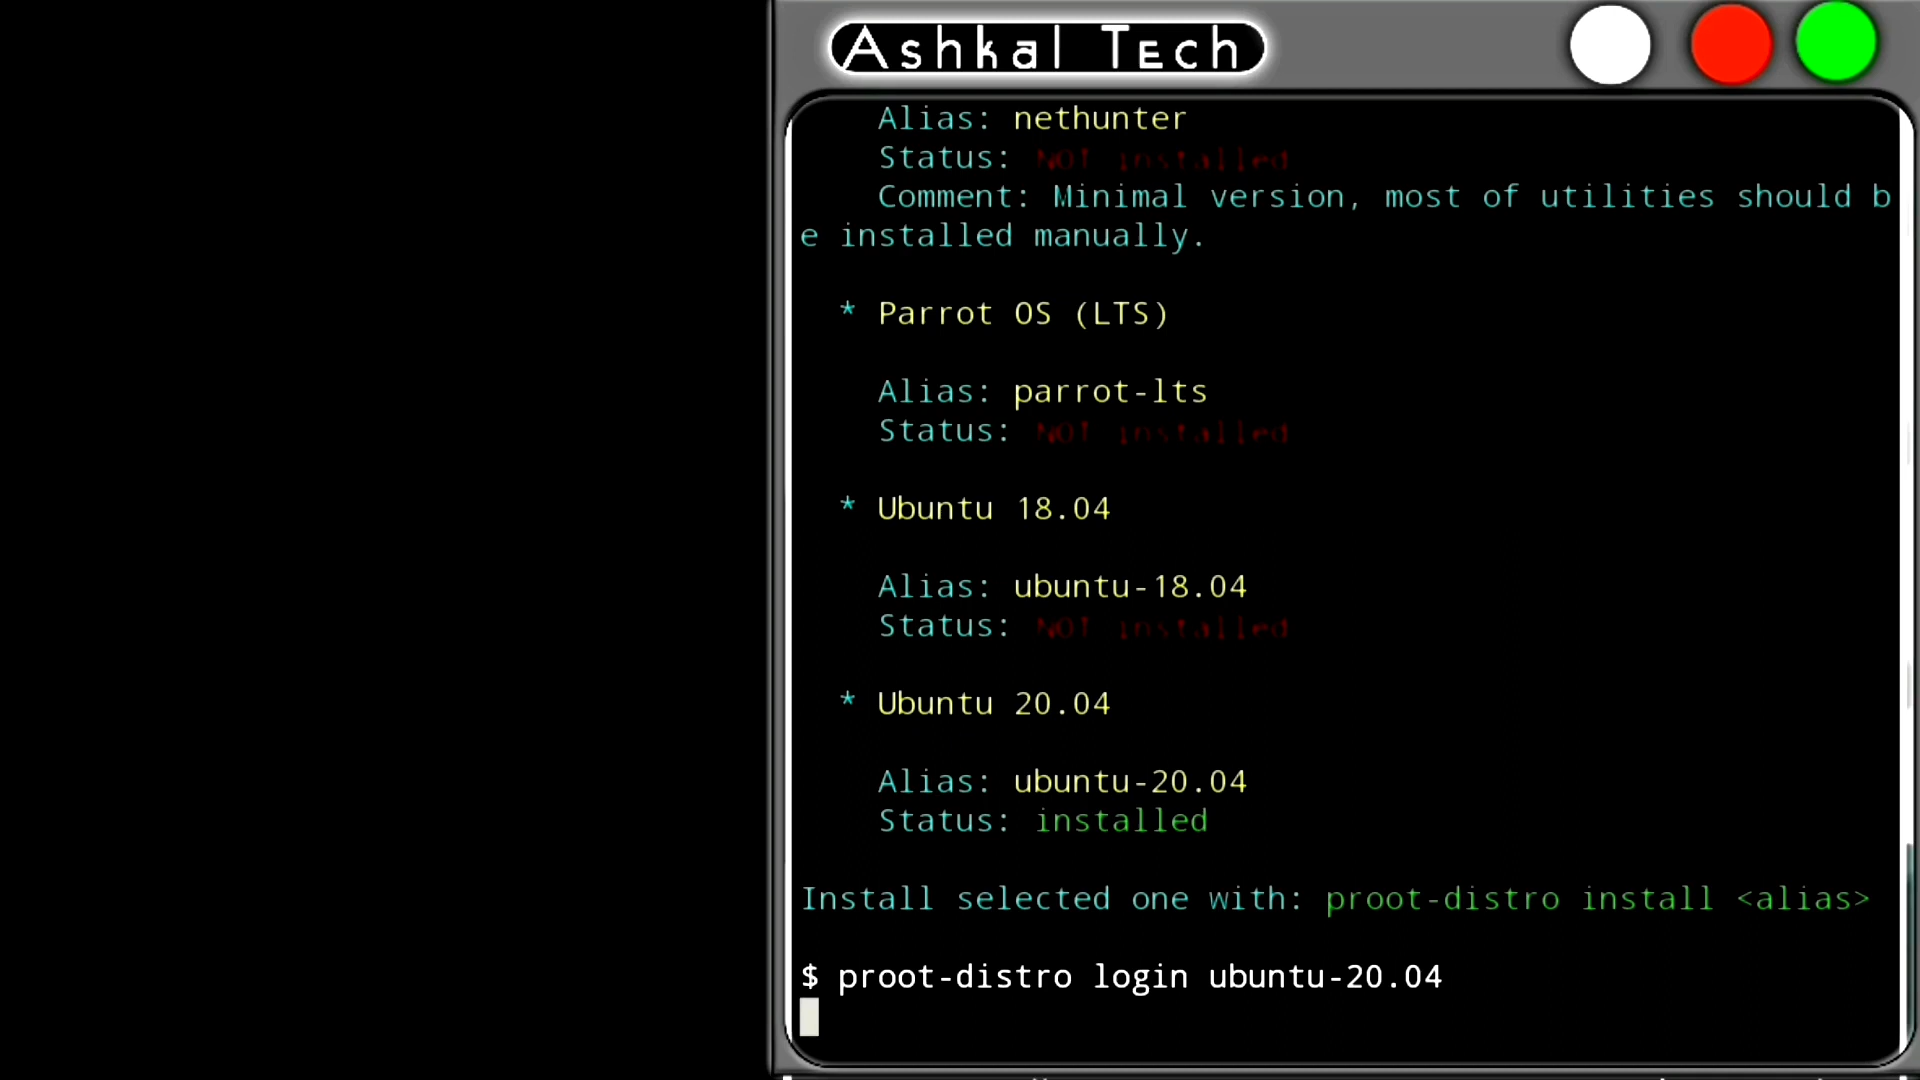 Ashkal Tech
Alias: nethunter
Status: NOT installed
Comment: Minimal version, most of utilities should b
e installed manually.
* Parrot OS (LTS)
Alias: parrot-lts
Status: NOT installed
* Ubuntu 18.04
Alias: ubuntu-18.04
Status: NOT installed
* Ubuntu 20.04
Alias: ubuntu-20.04
Status: installed
Install selected one with: proot-distro install <alias>
$ proot-distro login ubuntu-20.04